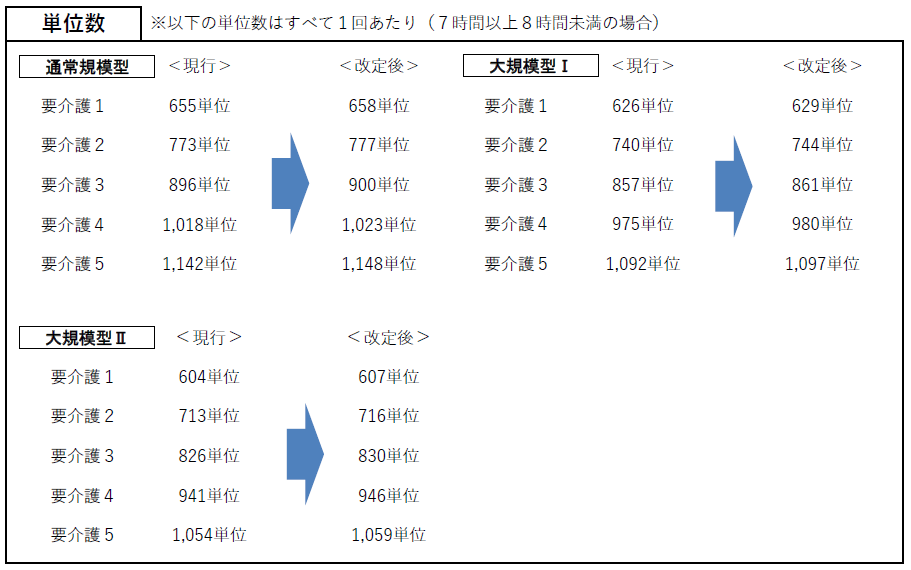 単位数 ※以下の単位数はすべて１回あたり（７時間以上８時間未満の場合）
通常規模型 ＜現行＞ ＜改定後＞
要介護１ 655単位 658単位
要介護２ 773単位 777単位
要介護３ 896単位 900単位
要介護４ 1,018単位 1,023単位
要介護５ 1,142単位 1,148単位
大規模型Ⅰ ＜現行＞ ＜改定後＞
要介護１ 626単位 629単位
要介護２ 740単位 744単位
要介護３ 857単位 861単位
要介護４ 975単位 980単位
要介護５ 1,092単位 1,097単位
大規模型Ⅱ ＜現行＞ ＜改定後＞
要介護１ 604単位 607単位
要介護２ 713単位 716単位
要介護３ 826単位 830単位
要介護４ 941単位 946単位
要介護５ 1,054単位 1,059単位